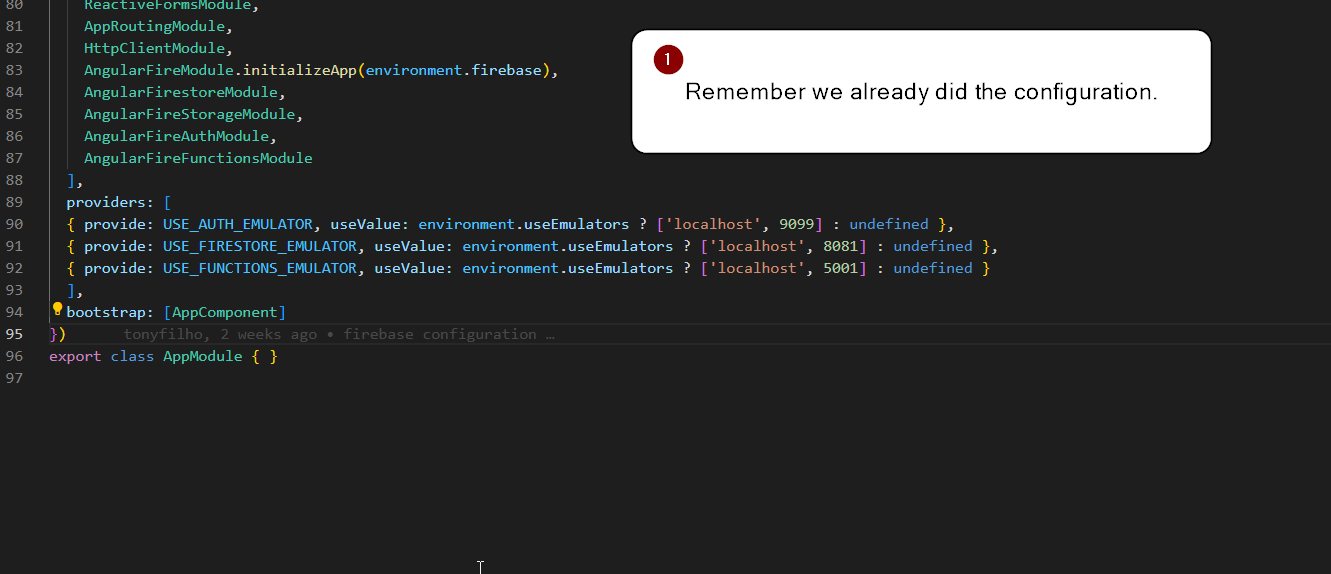 80 ReactiveFormsModule,
81 AppRoutingModule,
82 HttpClientModule,
83 AngularFireModule.initializeApp(environment.firebase),
84 AngularFirestoreModule,
85 AngularFireStorageModule,
86 AngularFireAuthModule,
87 AngularFireFunctionsModule
88 ],
89 providers: [
90 { provide: USE_AUTH_EMULATOR, useValue: environment.useEmulators ? ['localhost', 9099] : undefined },
91 { provide: USE_FIRESTORE_EMULATOR, useValue: environment.useEmulators ? ['localhost', 8081] : undefined },
92 { provide: USE_FUNCTIONS_EMULATOR, useValue: environment.useEmulators ? ['localhost', 5001] : undefined }
93 ],
94 bootstrap: [AppComponent]
95 }) tonyfilho, 2 weeks ago • firebase configuration …
96 export class AppModule { }
97
1
Remember we already did the configuration.